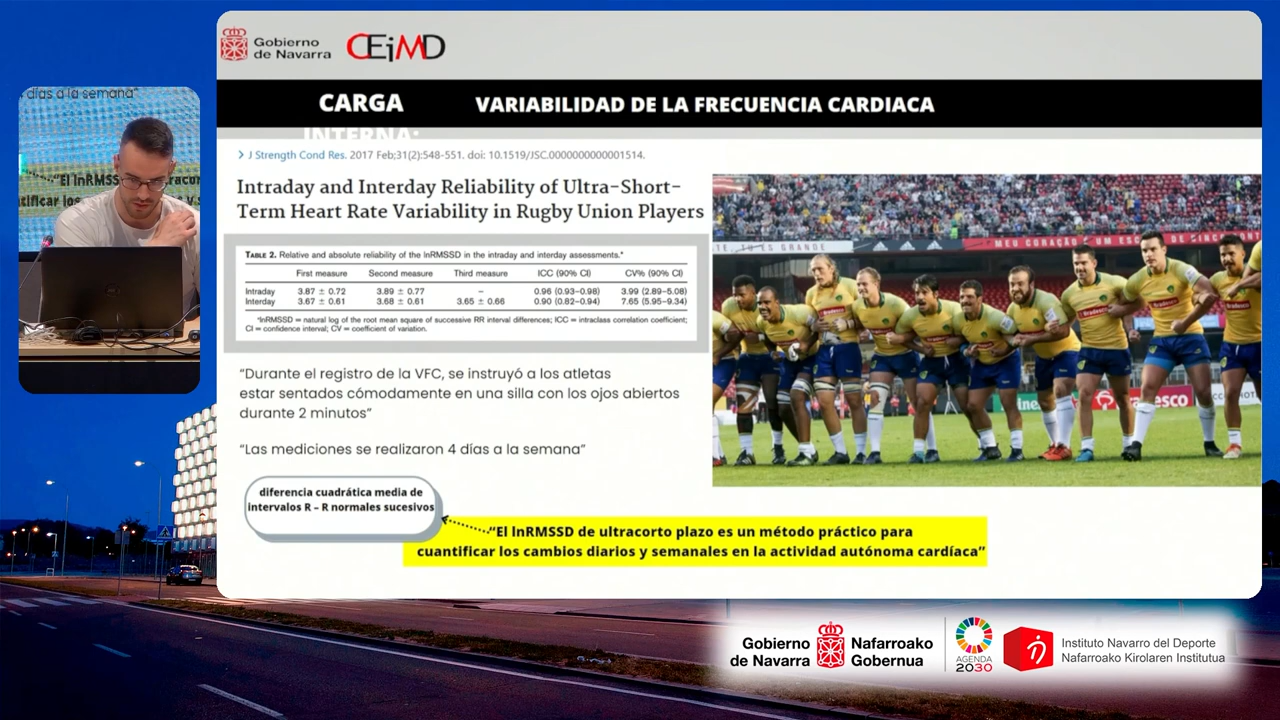 Gobierno
de Navarra
CEiMD
CARGA
INTERNA:
VARIABILIDAD DE LA FRECUENCIA CARDIACA
J Strength Cond Res. 2017 Feb;31(2):548-551. doi: 10.1519/JSC.0000000000001514.
Intraday and Interday Reliability of Ultra-Short-
Term Heart Rate Variability in Rugby Union Players
TABLE 2. Relative and absolute reliability of the lnRMSSD in the intraday and interday assessments.*
First measure Second measure Third measure ICC (90% CI) CV% (90% CI)
Intraday 3.87 ± 0.72 3.89 ± 0.77 – 0.96 (0.93–0.98) 3.99 (2.89–5.08)
Interday 3.67 ± 0.61 3.68 ± 0.61 3.65 ± 0.66 0.90 (0.82–0.94) 7.65 (5.95–9.34)
*lnRMSSD = natural log of the root mean square of successive RR interval differences; ICC = intraclass correlation coefficient;
CI = confidence interval; CV = coefficient of variation.
“Durante el registro de la VFC, se instruyó a los atletas
estar sentados cómodamente en una silla con los ojos abiertos
durante 2 minutos”
“Las mediciones se realizaron 4 días a la semana”
diferencia cuadrática media de
intervalos R – R normales sucesivos
“El lnRMSSD de ultracorto plazo es un método práctico para
cuantificar los cambios diarios y semanales en la actividad autónoma cardíaca”
días a la semana”
“El lnRMSS
tificar los
ES GRANDE
MEU CORAÇÃO
Bradesco
Gobierno
de Navarra
Nafarroako
Gobernua
AGENDA
2030
Instituto Navarro del Deporte
Nafarroako Kirolaren Institutua